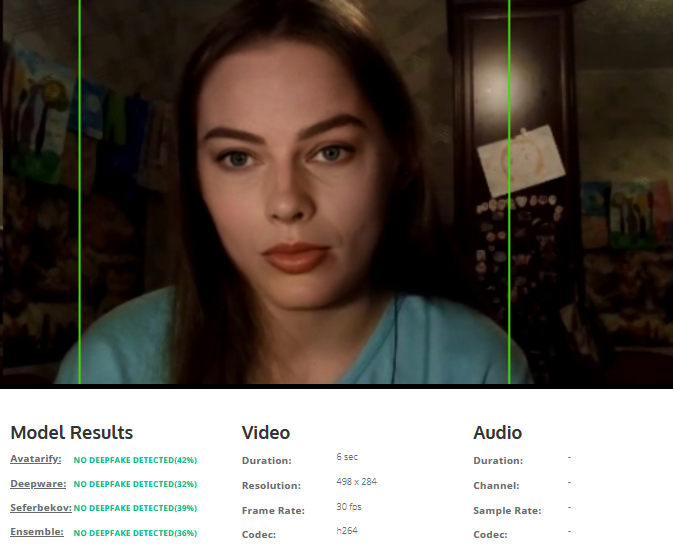 Model Results Video Audio
Avatarify: NO DEEPFAKE DETECTED(42%) Duration: 6 sec Duration: -
Deepware: NO DEEPFAKE DETECTED(32%) Resolution: 498 x 284 Channel: -
Seferbekov: NO DEEPFAKE DETECTED(39%) Frame Rate: 30 fps Sample Rate: -
Ensemble: NO DEEPFAKE DETECTED(36%) Codec: h264 Codec: -